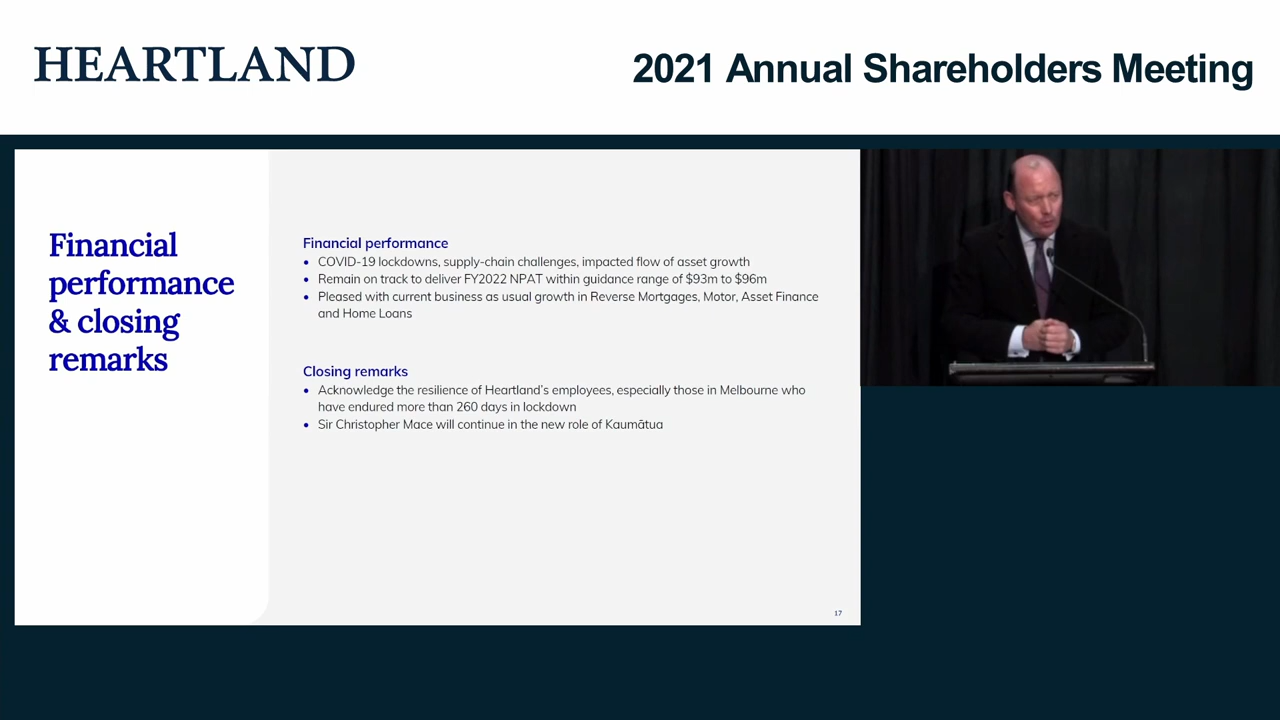 HEARTLAND
2021 Annual Shareholders Meeting
Financial
performance
& closing
remarks
Financial performance
• COVID-19 lockdowns, supply-chain challenges, impacted flow of asset growth
• Remain on track to deliver FY2022 NPAT within guidance range of $93m to $96m
• Pleased with current business as usual growth in Reverse Mortgages, Motor, Asset Finance
and Home Loans
Closing remarks
• Acknowledge the resilience of Heartland's employees, especially those in Melbourne who
have endured more than 260 days in lockdown
• Sir Christopher Mace will continue in the new role of Kaumātua
17